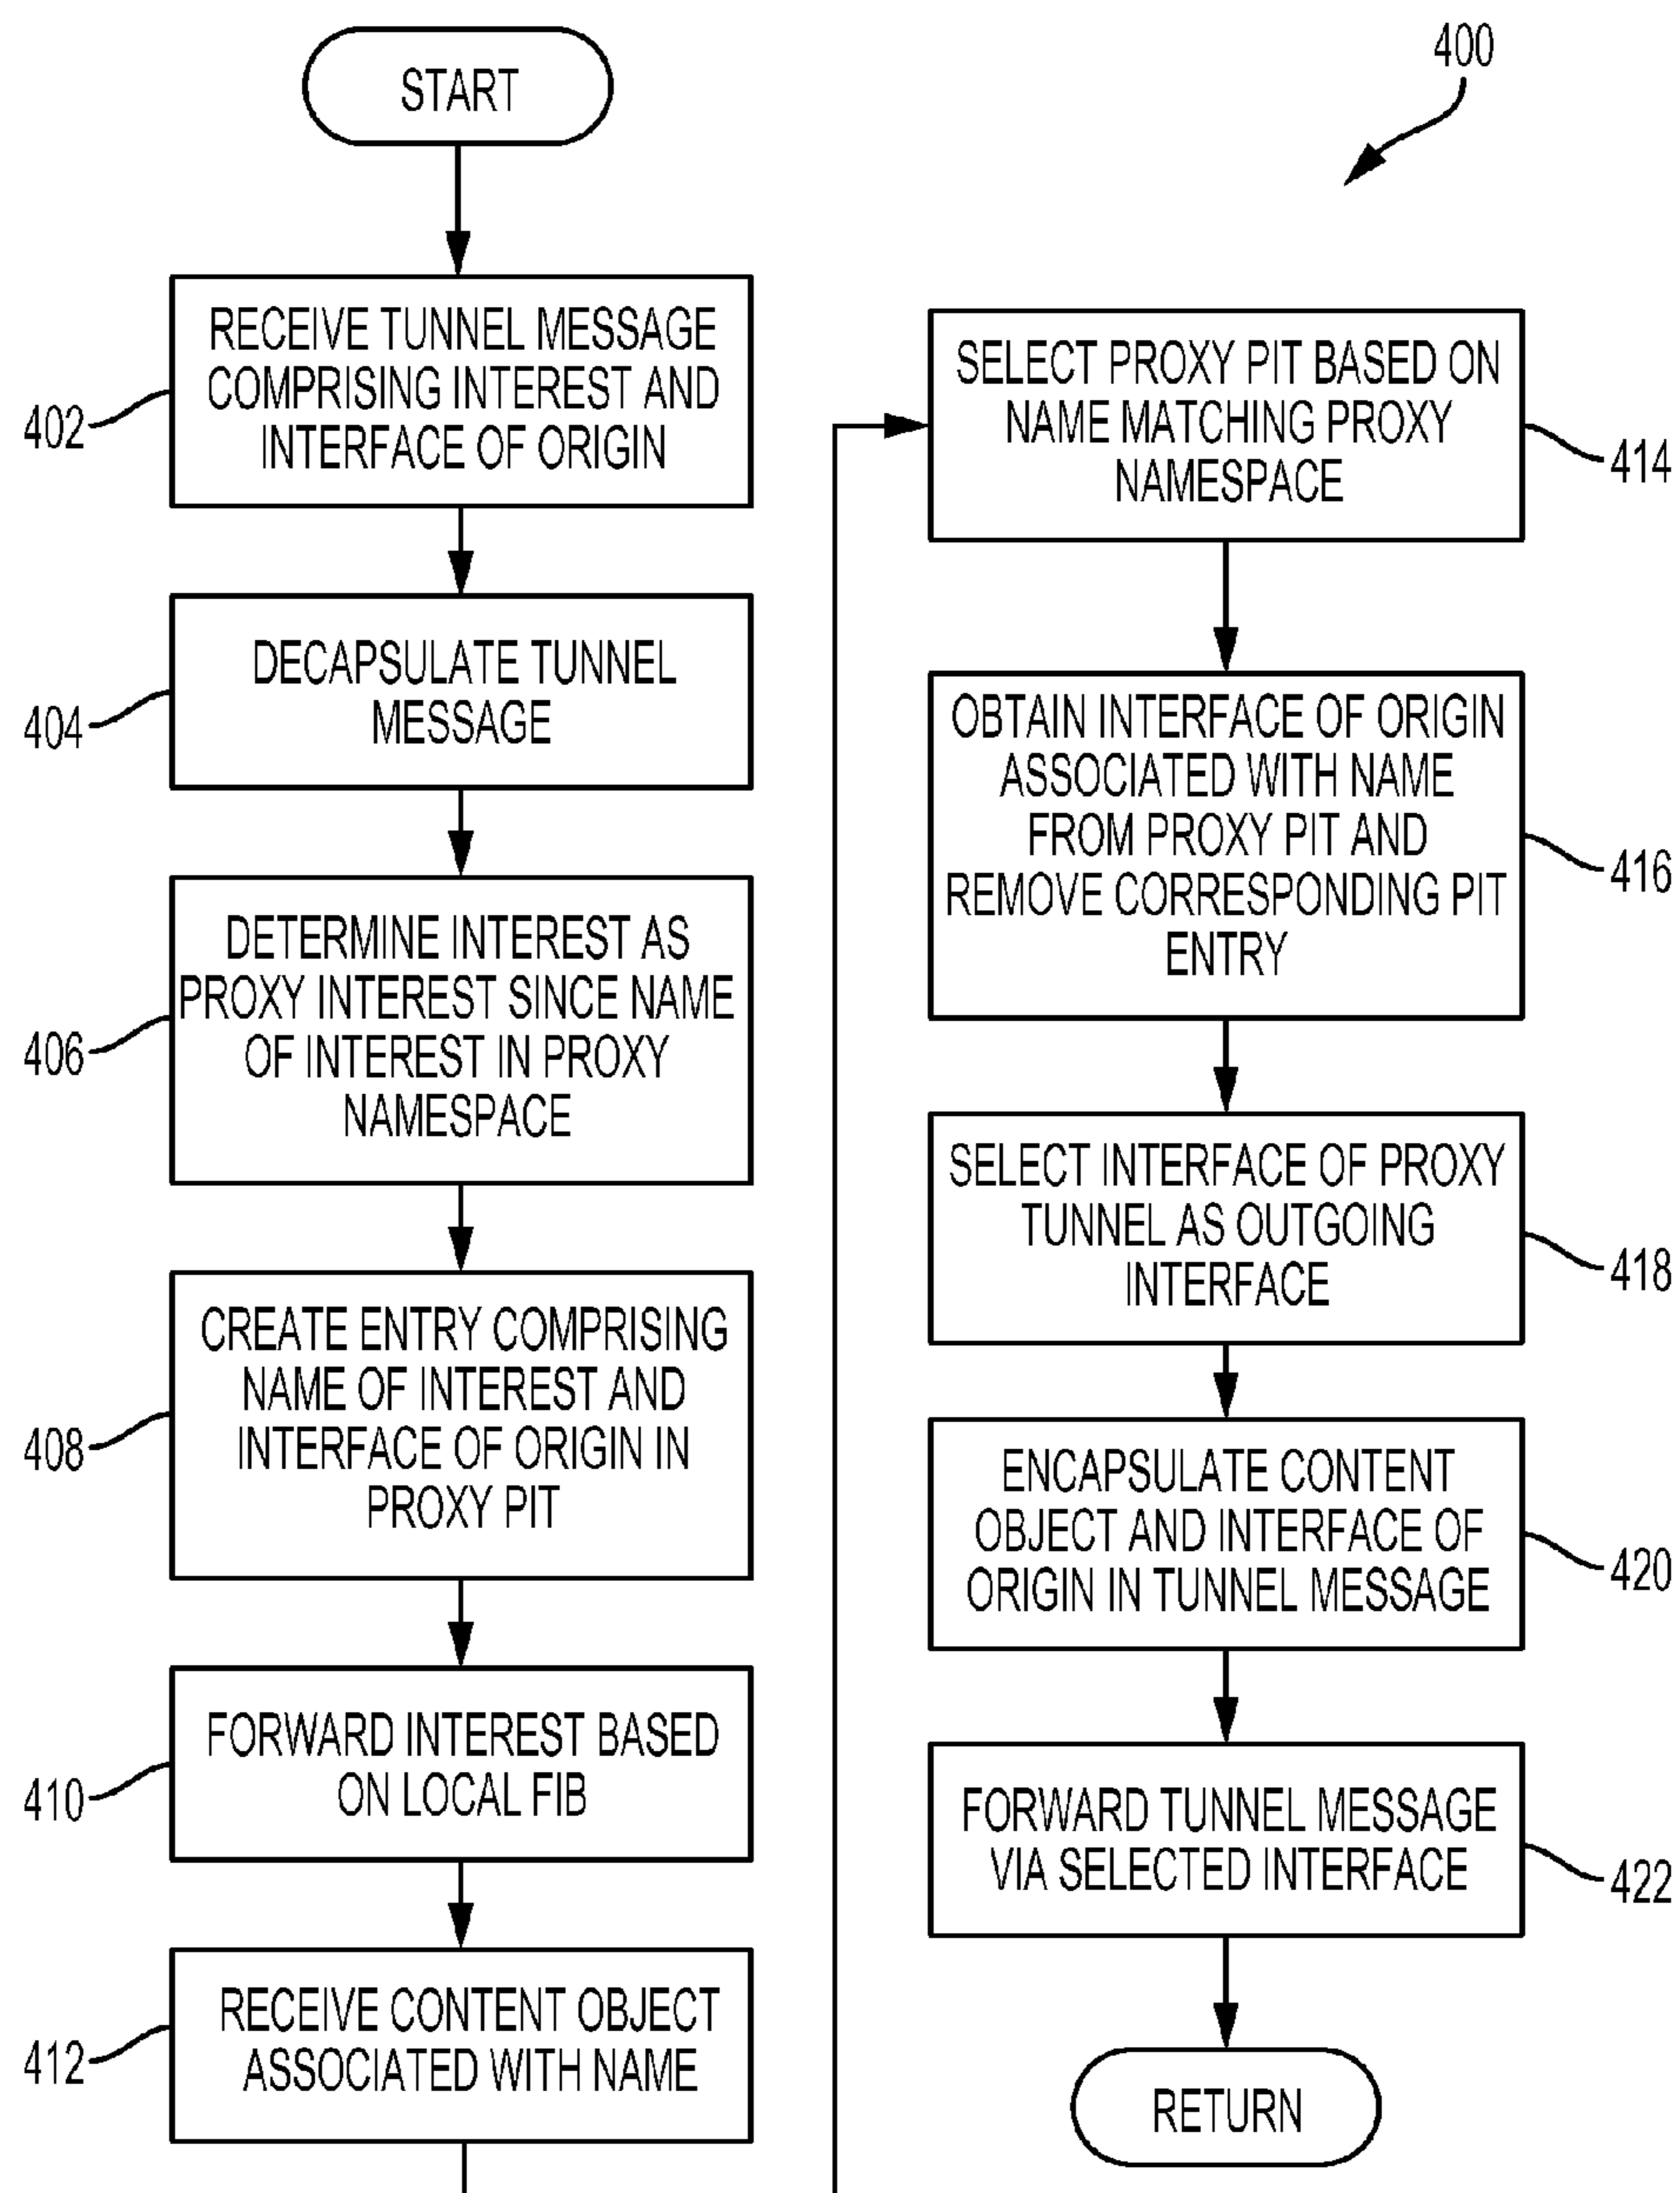 START
400
RECEIVE TUNNEL MESSAGE
COMPRISING INTEREST AND
INTERFACE OF ORIGIN
402
DECAPSULATE TUNNEL
MESSAGE
404
DETERMINE INTEREST AS
PROXY INTEREST SINCE NAME
OF INTEREST IN PROXY
NAMESPACE
406
CREATE ENTRY COMPRISING
NAME OF INTEREST AND
INTERFACE OF ORIGIN IN
PROXY PIT
408
FORWARD INTEREST BASED
ON LOCAL FIB
410
RECEIVE CONTENT OBJECT
ASSOCIATED WITH NAME
412
SELECT PROXY PIT BASED ON
NAME MATCHING PROXY
NAMESPACE
414
OBTAIN INTERFACE OF ORIGIN
ASSOCIATED WITH NAME
FROM PROXY PIT AND
REMOVE CORRESPONDING PIT
ENTRY
416
SELECT INTERFACE OF PROXY
TUNNEL AS OUTGOING
INTERFACE
418
ENCAPSULATE CONTENT
OBJECT AND INTERFACE OF
ORIGIN IN TUNNEL MESSAGE
420
FORWARD TUNNEL MESSAGE
VIA SELECTED INTERFACE
422
RETURN